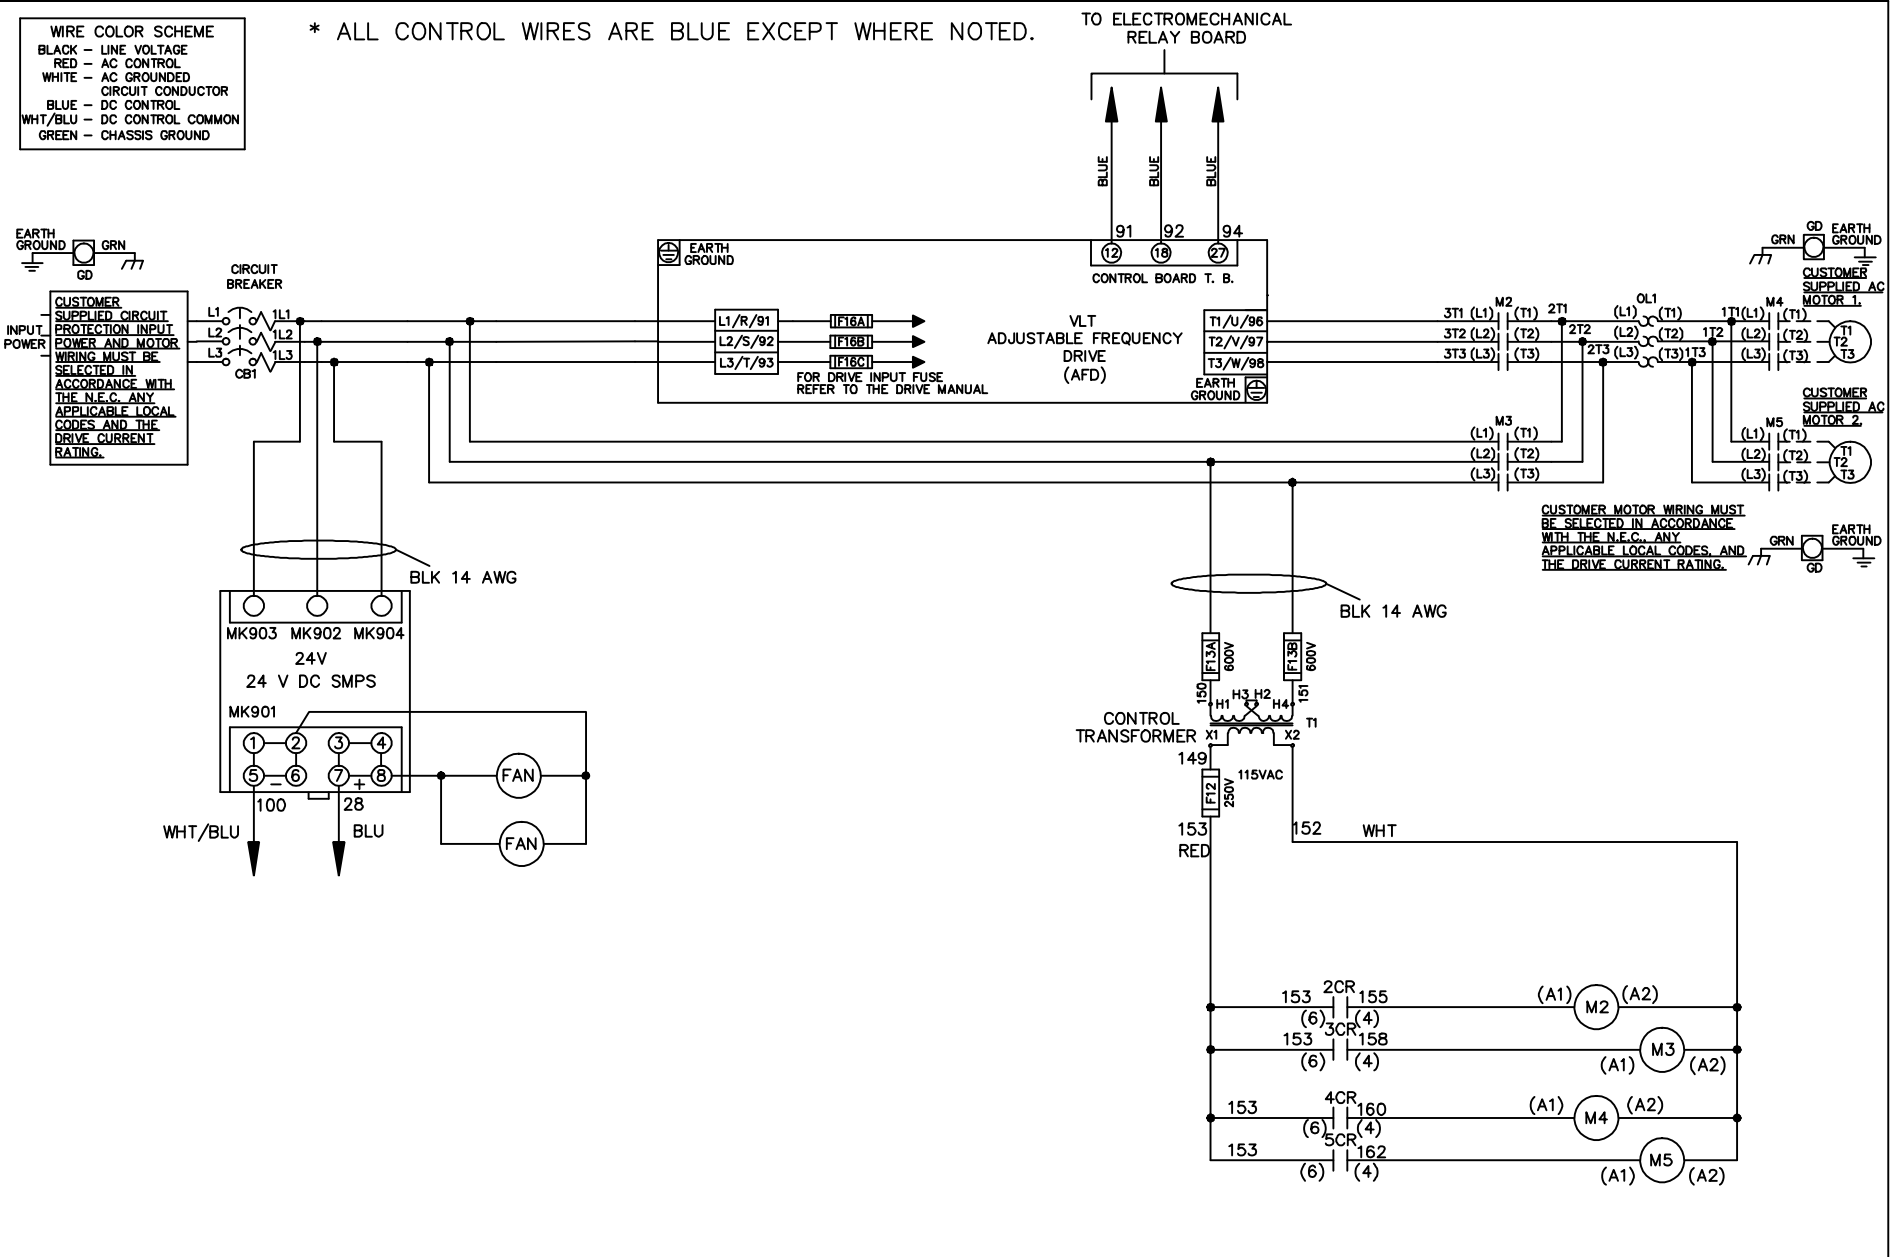 WIRE COLOR SCHEME
BLACK – LINE VOLTAGE
RED – AC CONTROL
WHITE – AC GROUNDED
CIRCUIT CONDUCTOR
BLUE – DC CONTROL
WHT/BLU – DC CONTROL COMMON
GREEN – CHASSIS GROUND
* ALL CONTROL WIRES ARE BLUE EXCEPT WHERE NOTED.
TO ELECTROMECHANICAL
RELAY BOARD
BLUE BLUE BLUE
91 92 94
12 18 27
CONTROL BOARD T. B.
EARTH
GROUND
GRN
GD
CIRCUIT
BREAKER
INPUT
POWER
CUSTOMER
SUPPLIED CIRCUIT
PROTECTION INPUT
POWER AND MOTOR
WIRING MUST BE
SELECTED IN
ACCORDANCE WITH
THE N.E.C. ANY
APPLICABLE LOCAL
CODES AND THE
DRIVE CURRENT
RATING.
L1 1L1
L2 1L2
L3 1L3
CB1
EARTH
GROUND
L1/R/91 F16A
L2/S/92 F16B
L3/T/93 F16C
FOR DRIVE INPUT FUSE
REFER TO THE DRIVE MANUAL
VLT
ADJUSTABLE FREQUENCY
DRIVE
(AFD)
T1/U/96
T2/V/97
T3/W/98
EARTH
GROUND
M2
3T1 (L1) (T1) 2T1
3T2 (L2) (T2) 2T2
3T3 (L3) (T3) 2T3
OL1
(L1) (T1) 1T1
(L2) (T2) 1T2
(L3) (T3) 1T3
M4
(L1) (T1)
(L2) (T2)
(L3) (T3)
T1
T2
T3
GD
GRN
EARTH
GROUND
CUSTOMER
SUPPLIED AC
MOTOR 1.
CUSTOMER
SUPPLIED AC
MOTOR 2.
M3
(L1) (T1)
(L2) (T2)
(L3) (T3)
M5
(L1) (T1)
(L2) (T2)
(L3) (T3)
T1
T2
T3
CUSTOMER MOTOR WIRING MUST
BE SELECTED IN ACCORDANCE
WITH THE N.E.C., ANY
APPLICABLE LOCAL CODES, AND
THE DRIVE CURRENT RATING.
GRN
GD
EARTH
GROUND
BLK 14 AWG
MK903 MK902 MK904
24V
24 V DC SMPS
MK901
1 2 3 4
5 – 6 7 + 8
100 28
WHT/BLU BLU
FAN
FAN
BLK 14 AWG
F13A 600V
F13B 600V
150 151
H1 H3 H2 H4
T1
CONTROL
TRANSFORMER
X1 X2
149
115VAC
F12 250V
153
RED
152 WHT
153 2CR 155 (A1) M2 (A2)
(6) (4)
153 3CR 158
(6) (4) (A1) M3 (A2)
153 4CR 160 (A1) M4 (A2)
(6) (4)
153 5CR 162
(6) (4) (A1) M5 (A2)